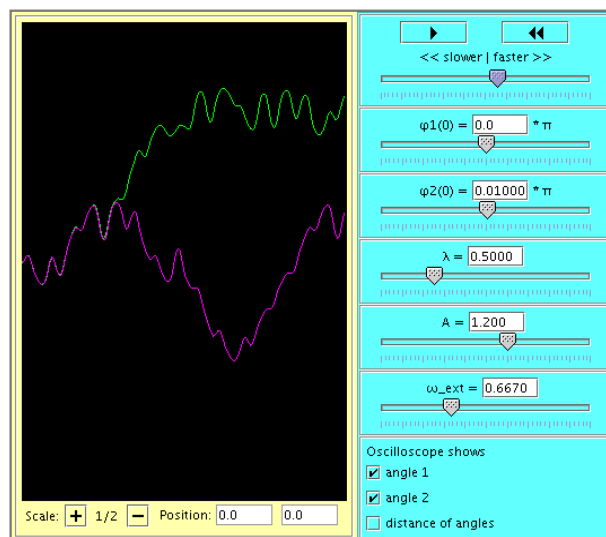 << slower | faster >>
φ1(0) = 0.0 * π
φ2(0) = 0.01000 * π
λ = 0.5000
A = 1.200
ω_ext = 0.6670
Oscilloscope shows
angle 1
angle 2
distance of angles
Scale: + 1/2 − Position: 0.0 0.0